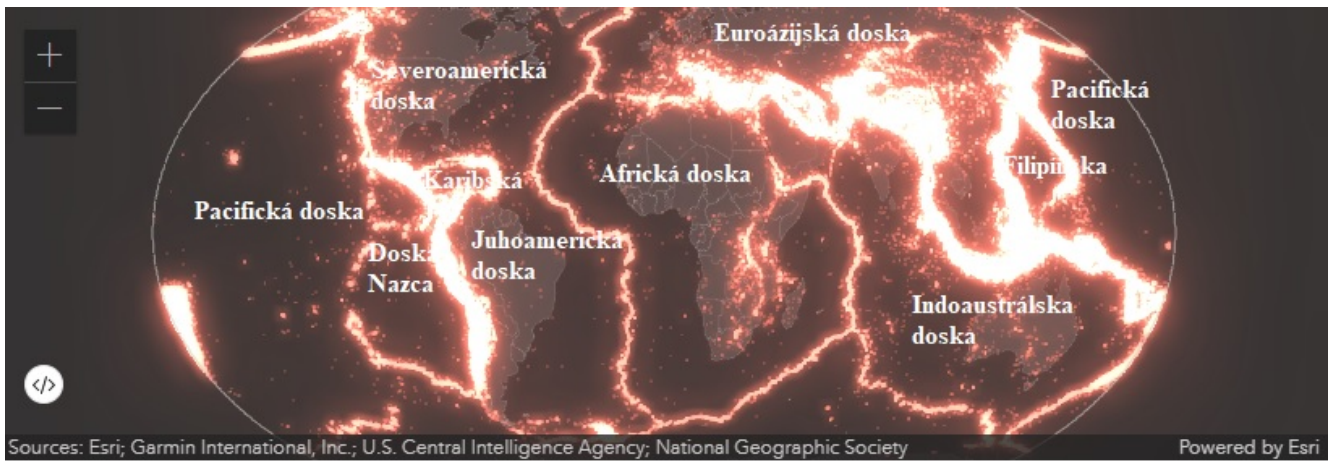 Euroázijská doska
Severoamerická
doska
Pacifická
doska
Filipínska
Africká doska
Karibská
Pacifická doska
Juhoamerická
doska
Doska
Nazca
Indoaustrálska
doska
Sources: Esri; Garmin International, Inc.; U.S. Central Intelligence Agency; National Geographic Society
Powered by Esri